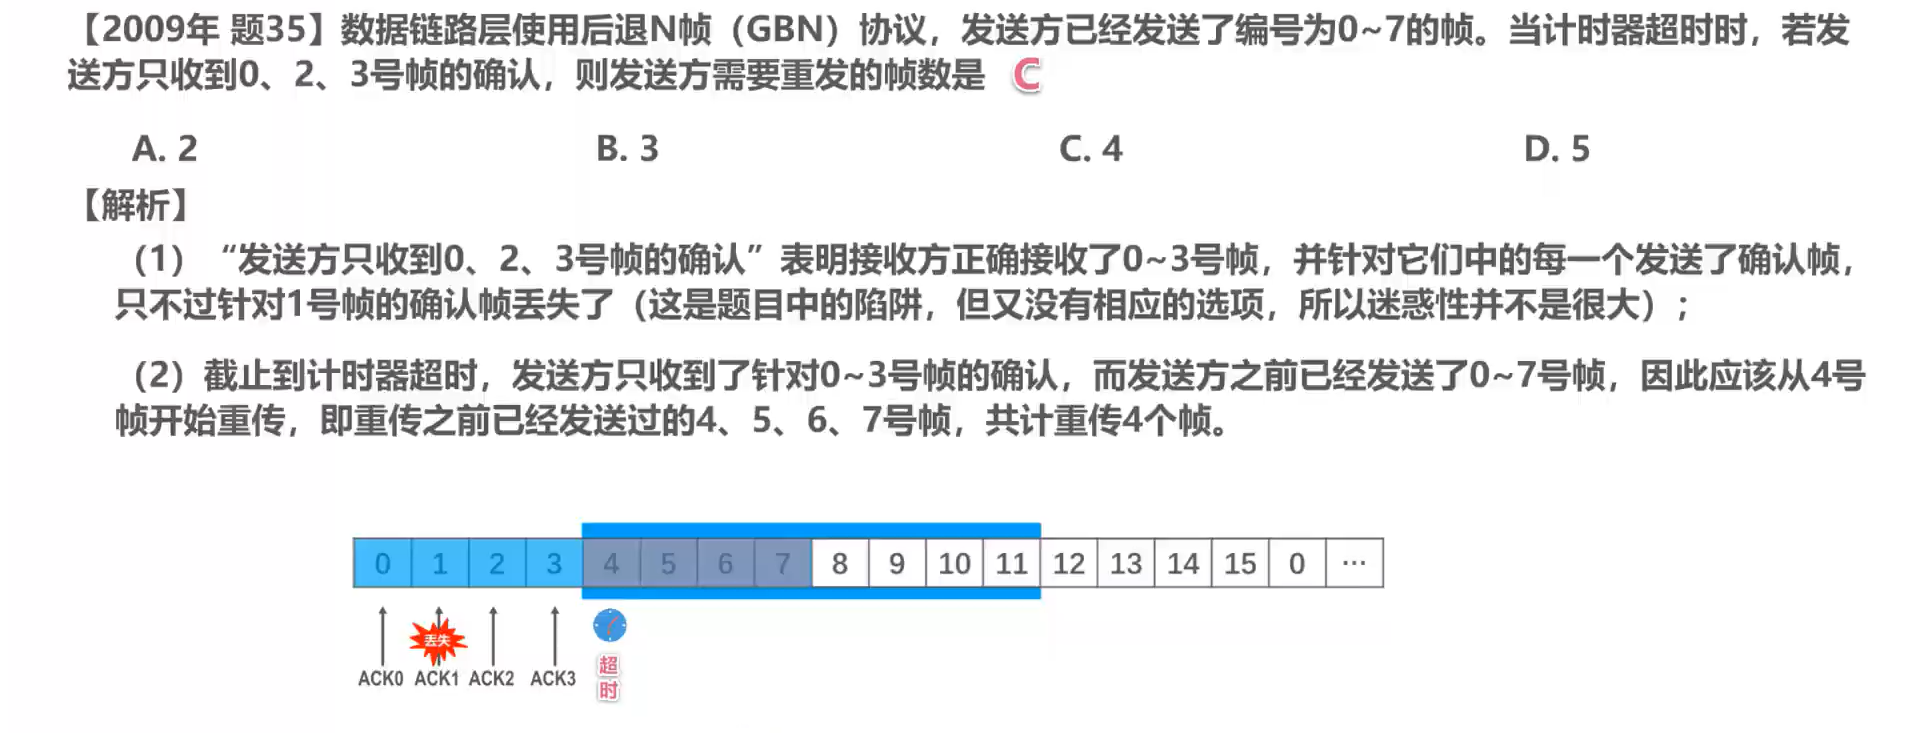 【2009年 题35】数据链路层使用后退N帧（GBN）协议，发送方已经发送了编号为0~7的帧。当计时器超时时，若发
送方只收到0、2、3号帧的确认，则发送方需要重发的帧数是 C
A. 2 B. 3 C. 4 D. 5
【解析】
（1）“发送方只收到0、2、3号帧的确认”表明接收方正确接收了0~3号帧，并针对它们中的每一个发送了确认帧，
只不过针对1号帧的确认帧丢失了（这是题目中的陷阱，但又没有相应的选项，所以迷惑性并不是很大）；
（2）截止到计时器超时，发送方只收到了针对0~3号帧的确认，而发送方之前已经发送了0~7号帧，因此应该从4号
帧开始重传，即重传之前已经发送过的4、5、6、7号帧，共计重传4个帧。
0 1 2 3 4 5 6 7 8 9 10 11 12 13 14 15 0 ···
丢失
ACK0 ACK1 ACK2 ACK3
超
时